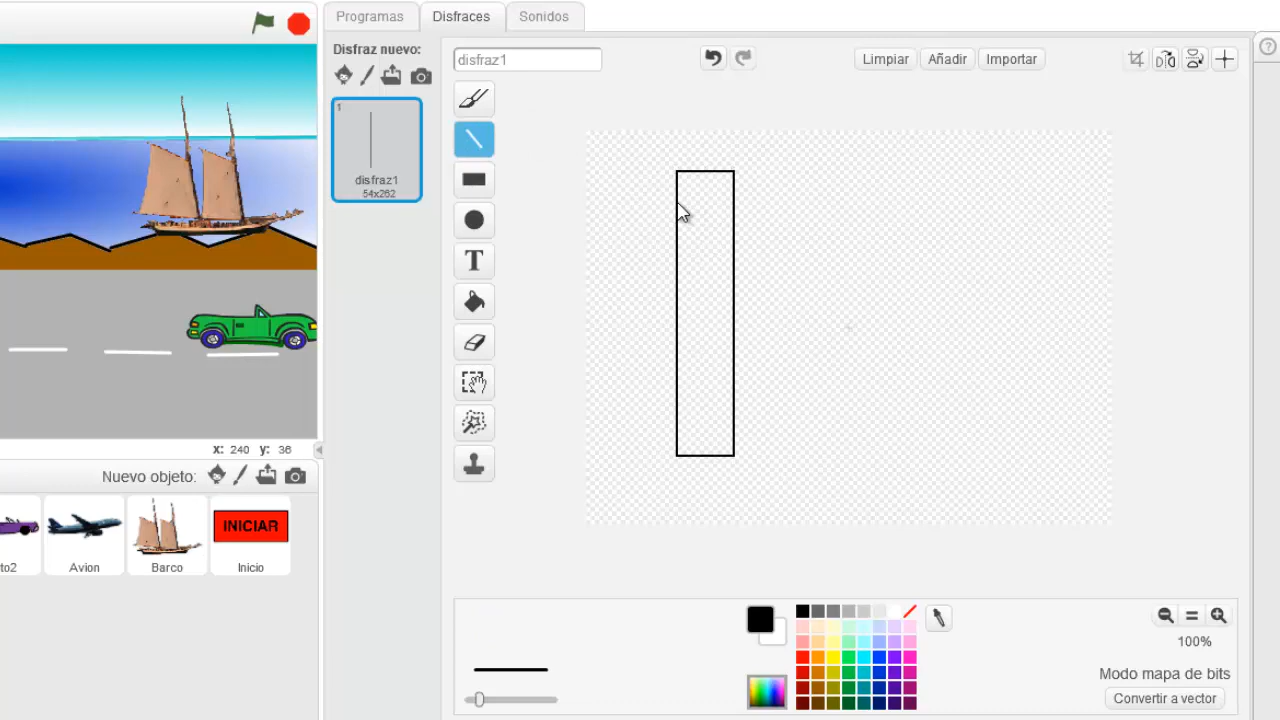 Programas
Disfraces
Sonidos
Disfraz nuevo:
disfraz1
Limpiar
Añadir
Importar
1
disfraz1
54x262
T
x: 240 y: 36
Nuevo objeto:
INICIAR
to2
Avion
Barco
Inicio
100%
Modo mapa de bits
Convertir a vector
?